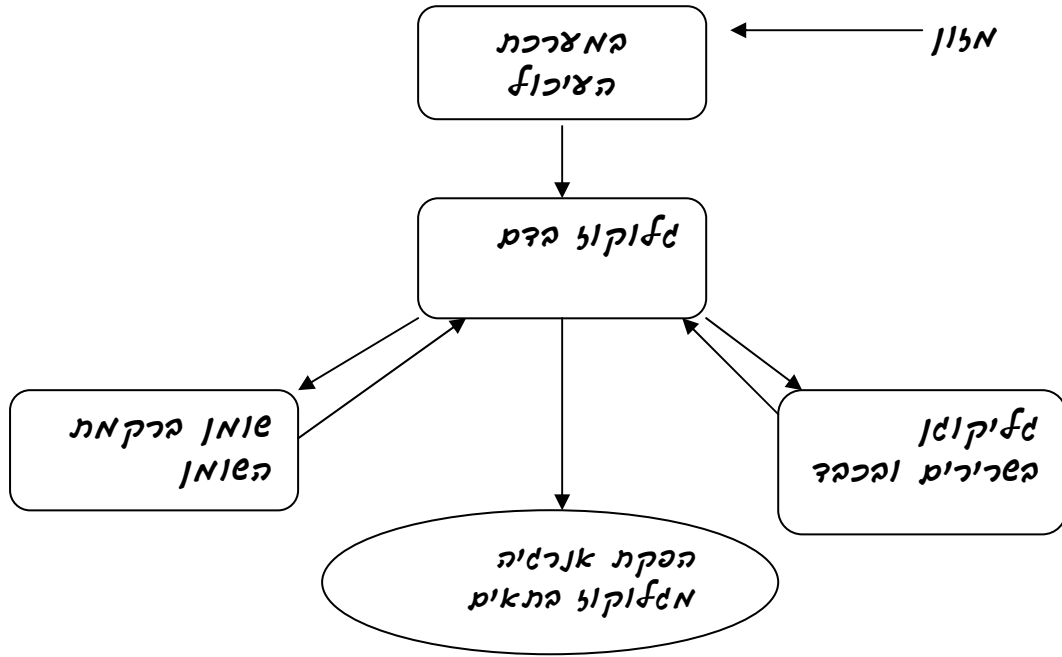 מזון
במערכת
העיכול
גלוקוז בדם
שומן ברקמת
השומן
גליקוגן
בשרירים ובכבד
הפקת אנרגיה
מגלוקוז בתאים